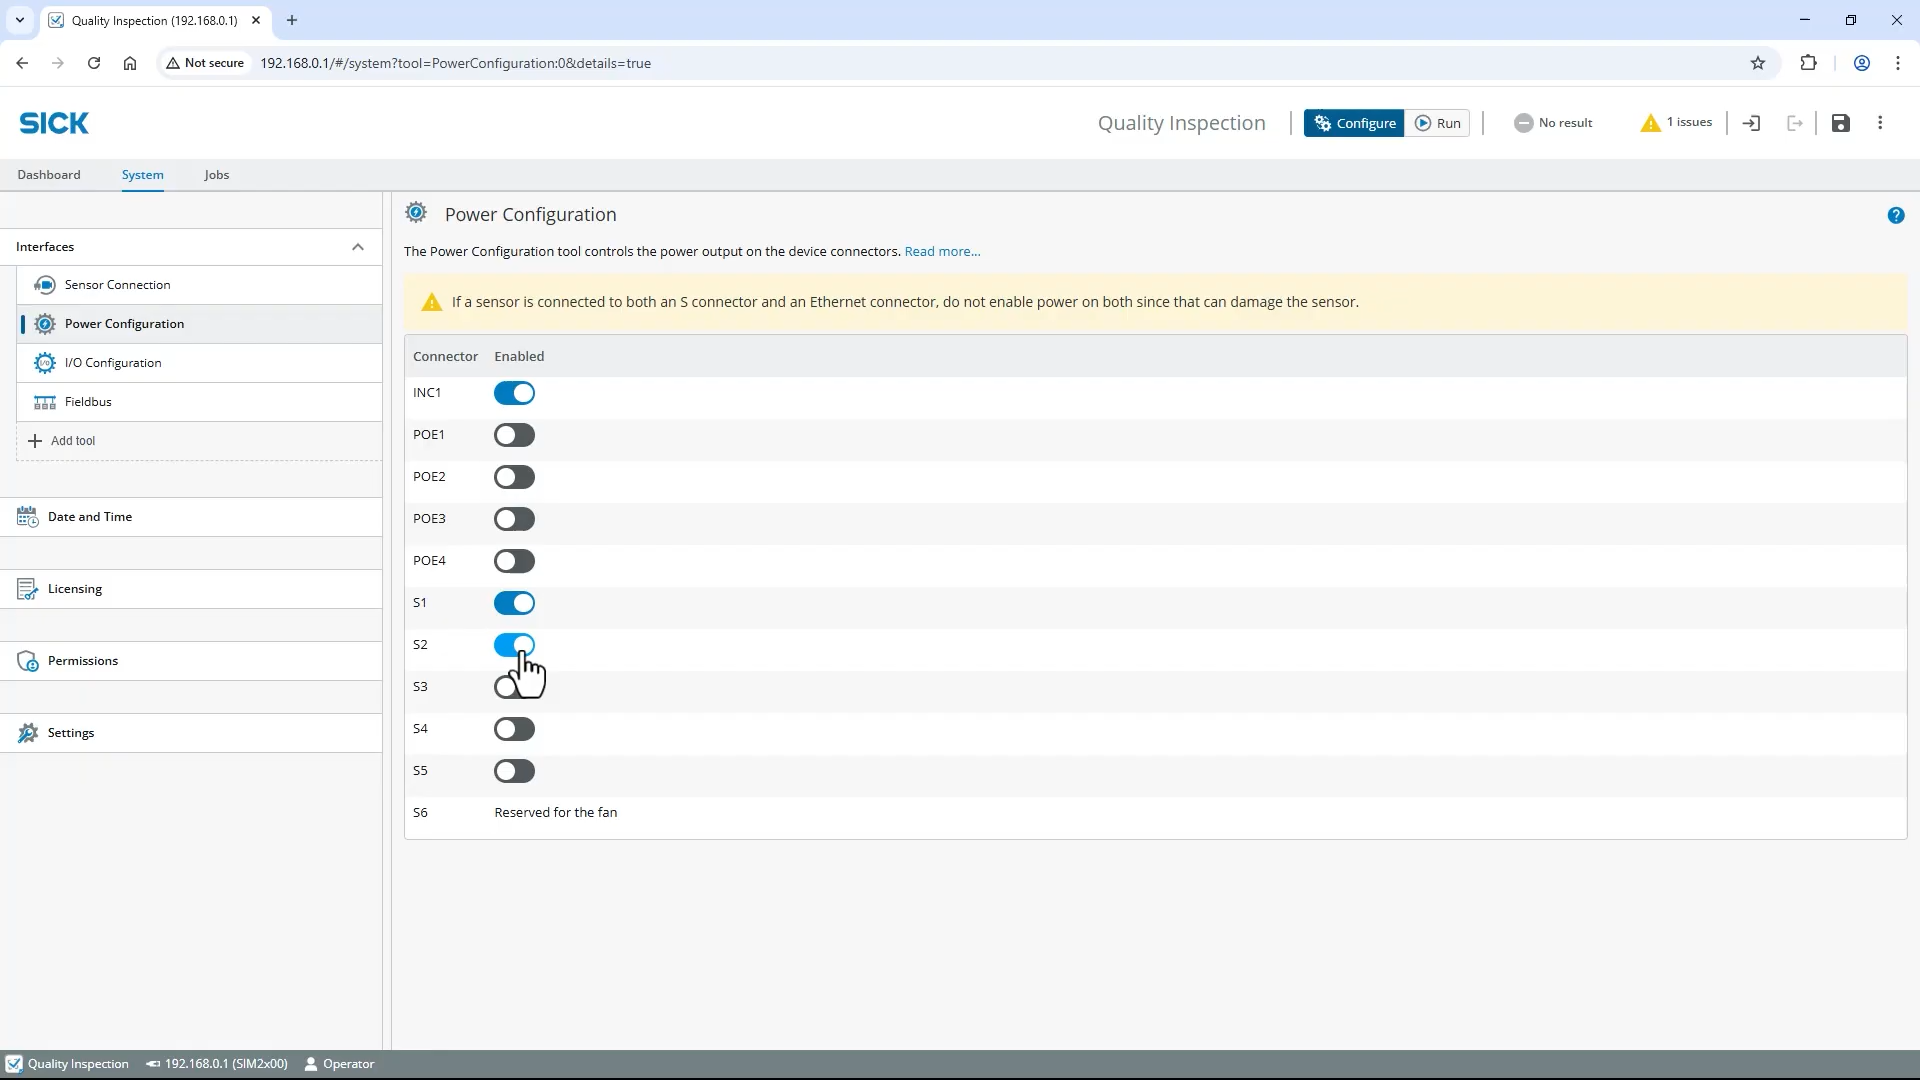 Quality Inspection (192.168.0.1)
Not secure
192.168.0.1/#/system?tool=PowerConfiguration:0&details=true
SICK
Quality Inspection
Configure
Run
No result
1 issues
Dashboard
System
Jobs
Interfaces
Sensor Connection
Power Configuration
I/O Configuration
Fieldbus
Add tool
Date and Time
Licensing
Permissions
Settings
Power Configuration
The Power Configuration tool controls the power output on the device connectors. Read more...
If a sensor is connected to both an S connector and an Ethernet connector, do not enable power on both since that can damage the sensor.
Connector Enabled
INC1
POE1
POE2
POE3
POE4
S1
S2
S3
S4
S5
S6 Reserved for the fan
Quality Inspection 192.168.0.1 (SIM2x00) Operator